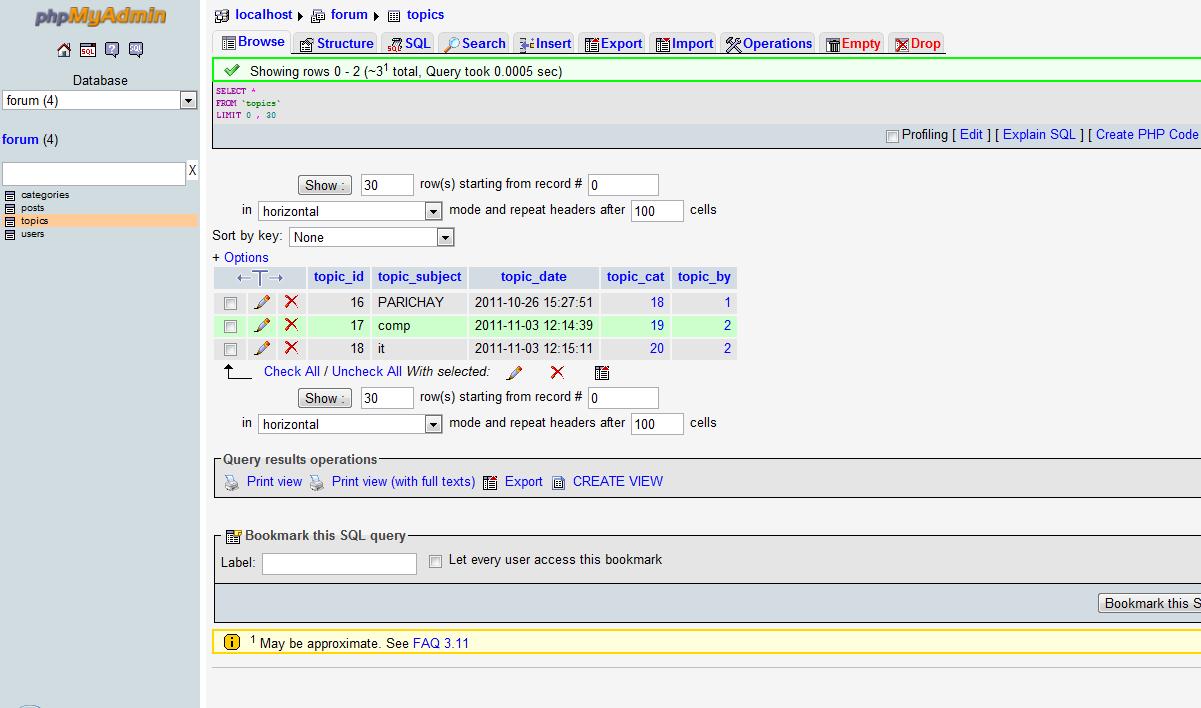 phpMyAdmin
SQL
Database
forum (4)
forum (4)
X
categories
posts
topics
users
localhost forum topics
Browse Structure SQL Search Insert Export Import Operations Empty Drop
Showing rows 0 - 2 (~3¹ total, Query took 0.0005 sec)
SELECT *
FROM `topics`
LIMIT 0 , 30
Profiling [ Edit ] [ Explain SQL ] [ Create PHP Code
Show : 30 row(s) starting from record # 0
in horizontal mode and repeat headers after 100 cells
Sort by key: None
+ Options
←T→ topic_id topic_subject topic_date topic_cat topic_by
16 PARICHAY 2011-10-26 15:27:51 18 1
17 comp 2011-11-03 12:14:39 19 2
18 it 2011-11-03 12:15:11 20 2
Check All / Uncheck All With selected:
Show : 30 row(s) starting from record # 0
in horizontal mode and repeat headers after 100 cells
Query results operations
Print view Print view (with full texts) Export CREATE VIEW
Bookmark this SQL query
Label: Let every user access this bookmark
Bookmark this S
¹ May be approximate. See FAQ 3.11